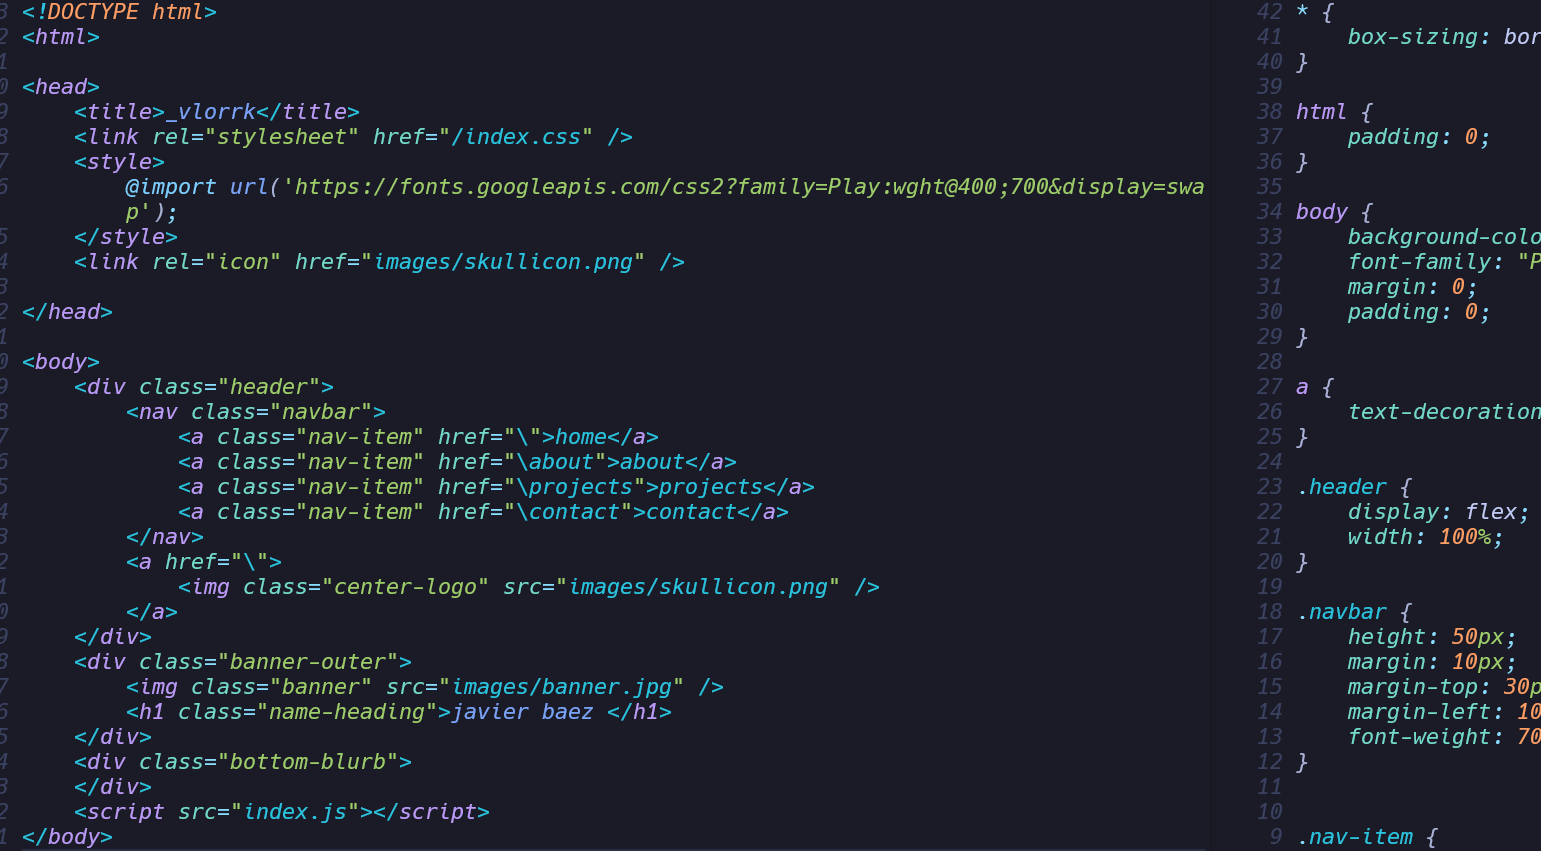 3 <!DOCTYPE html>
2 <html>
1
0 <head>
9     <title>_vlorrk</title>
8     <link rel="stylesheet" href="/index.css" />
7     <style>
6         @import url('https://fonts.googleapis.com/css2?family=Play:wght@400;700&display=swa
p');
5     </style>
4     <link rel="icon" href="images/skullicon.png" />
3
2 </head>
1
0 <body>
9     <div class="header">
8         <nav class="navbar">
7             <a class="nav-item" href="\">home</a>
6             <a class="nav-item" href="\about">about</a>
5             <a class="nav-item" href="\projects">projects</a>
4             <a class="nav-item" href="\contact">contact</a>
3         </nav>
2         <a href="\">
1             <img class="center-logo" src="images/skullicon.png" />
0         </a>
9     </div>
8     <div class="banner-outer">
7         <img class="banner" src="images/banner.jpg" />
6         <h1 class="name-heading">javier baez </h1>
5     </div>
4     <div class="bottom-blurb">
3     </div>
2     <script src="index.js"></script>
1 </body>
42 * {
41     box-sizing: bor
40 }
39
38 html {
37     padding: 0;
36 }
35
34 body {
33     background-colo
32     font-family: "P
31     margin: 0;
30     padding: 0;
29 }
28
27 a {
26     text-decoration
25 }
24
23 .header {
22     display: flex;
21     width: 100%;
20 }
19
18 .navbar {
17     height: 50px;
16     margin: 10px;
15     margin-top: 30p
14     margin-left: 10
13     font-weight: 70
12 }
11
10
9 .nav-item {